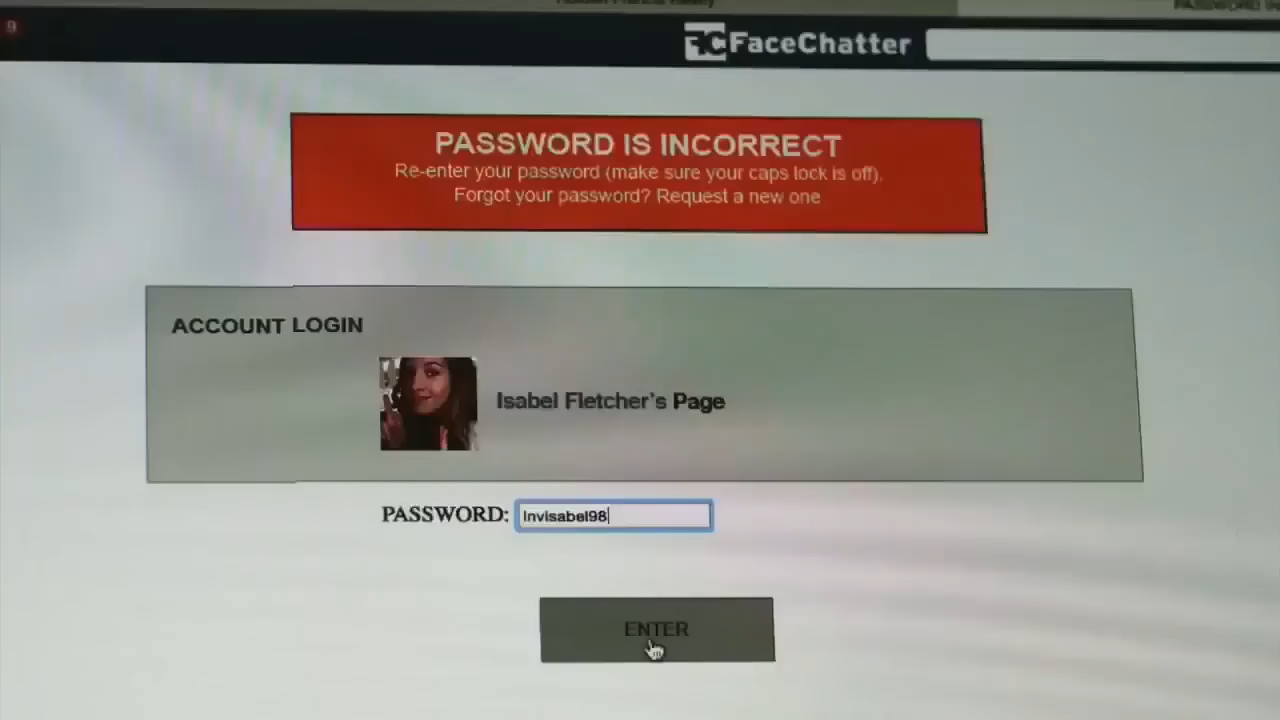 9
FaceChatter
PASSWORD IS INCORRECT
Re-enter your password (make sure your caps lock is off).
Forgot your password? Request a new one
ACCOUNT LOGIN
Isabel Fletcher's Page
PASSWORD: Invisabel98
ENTER